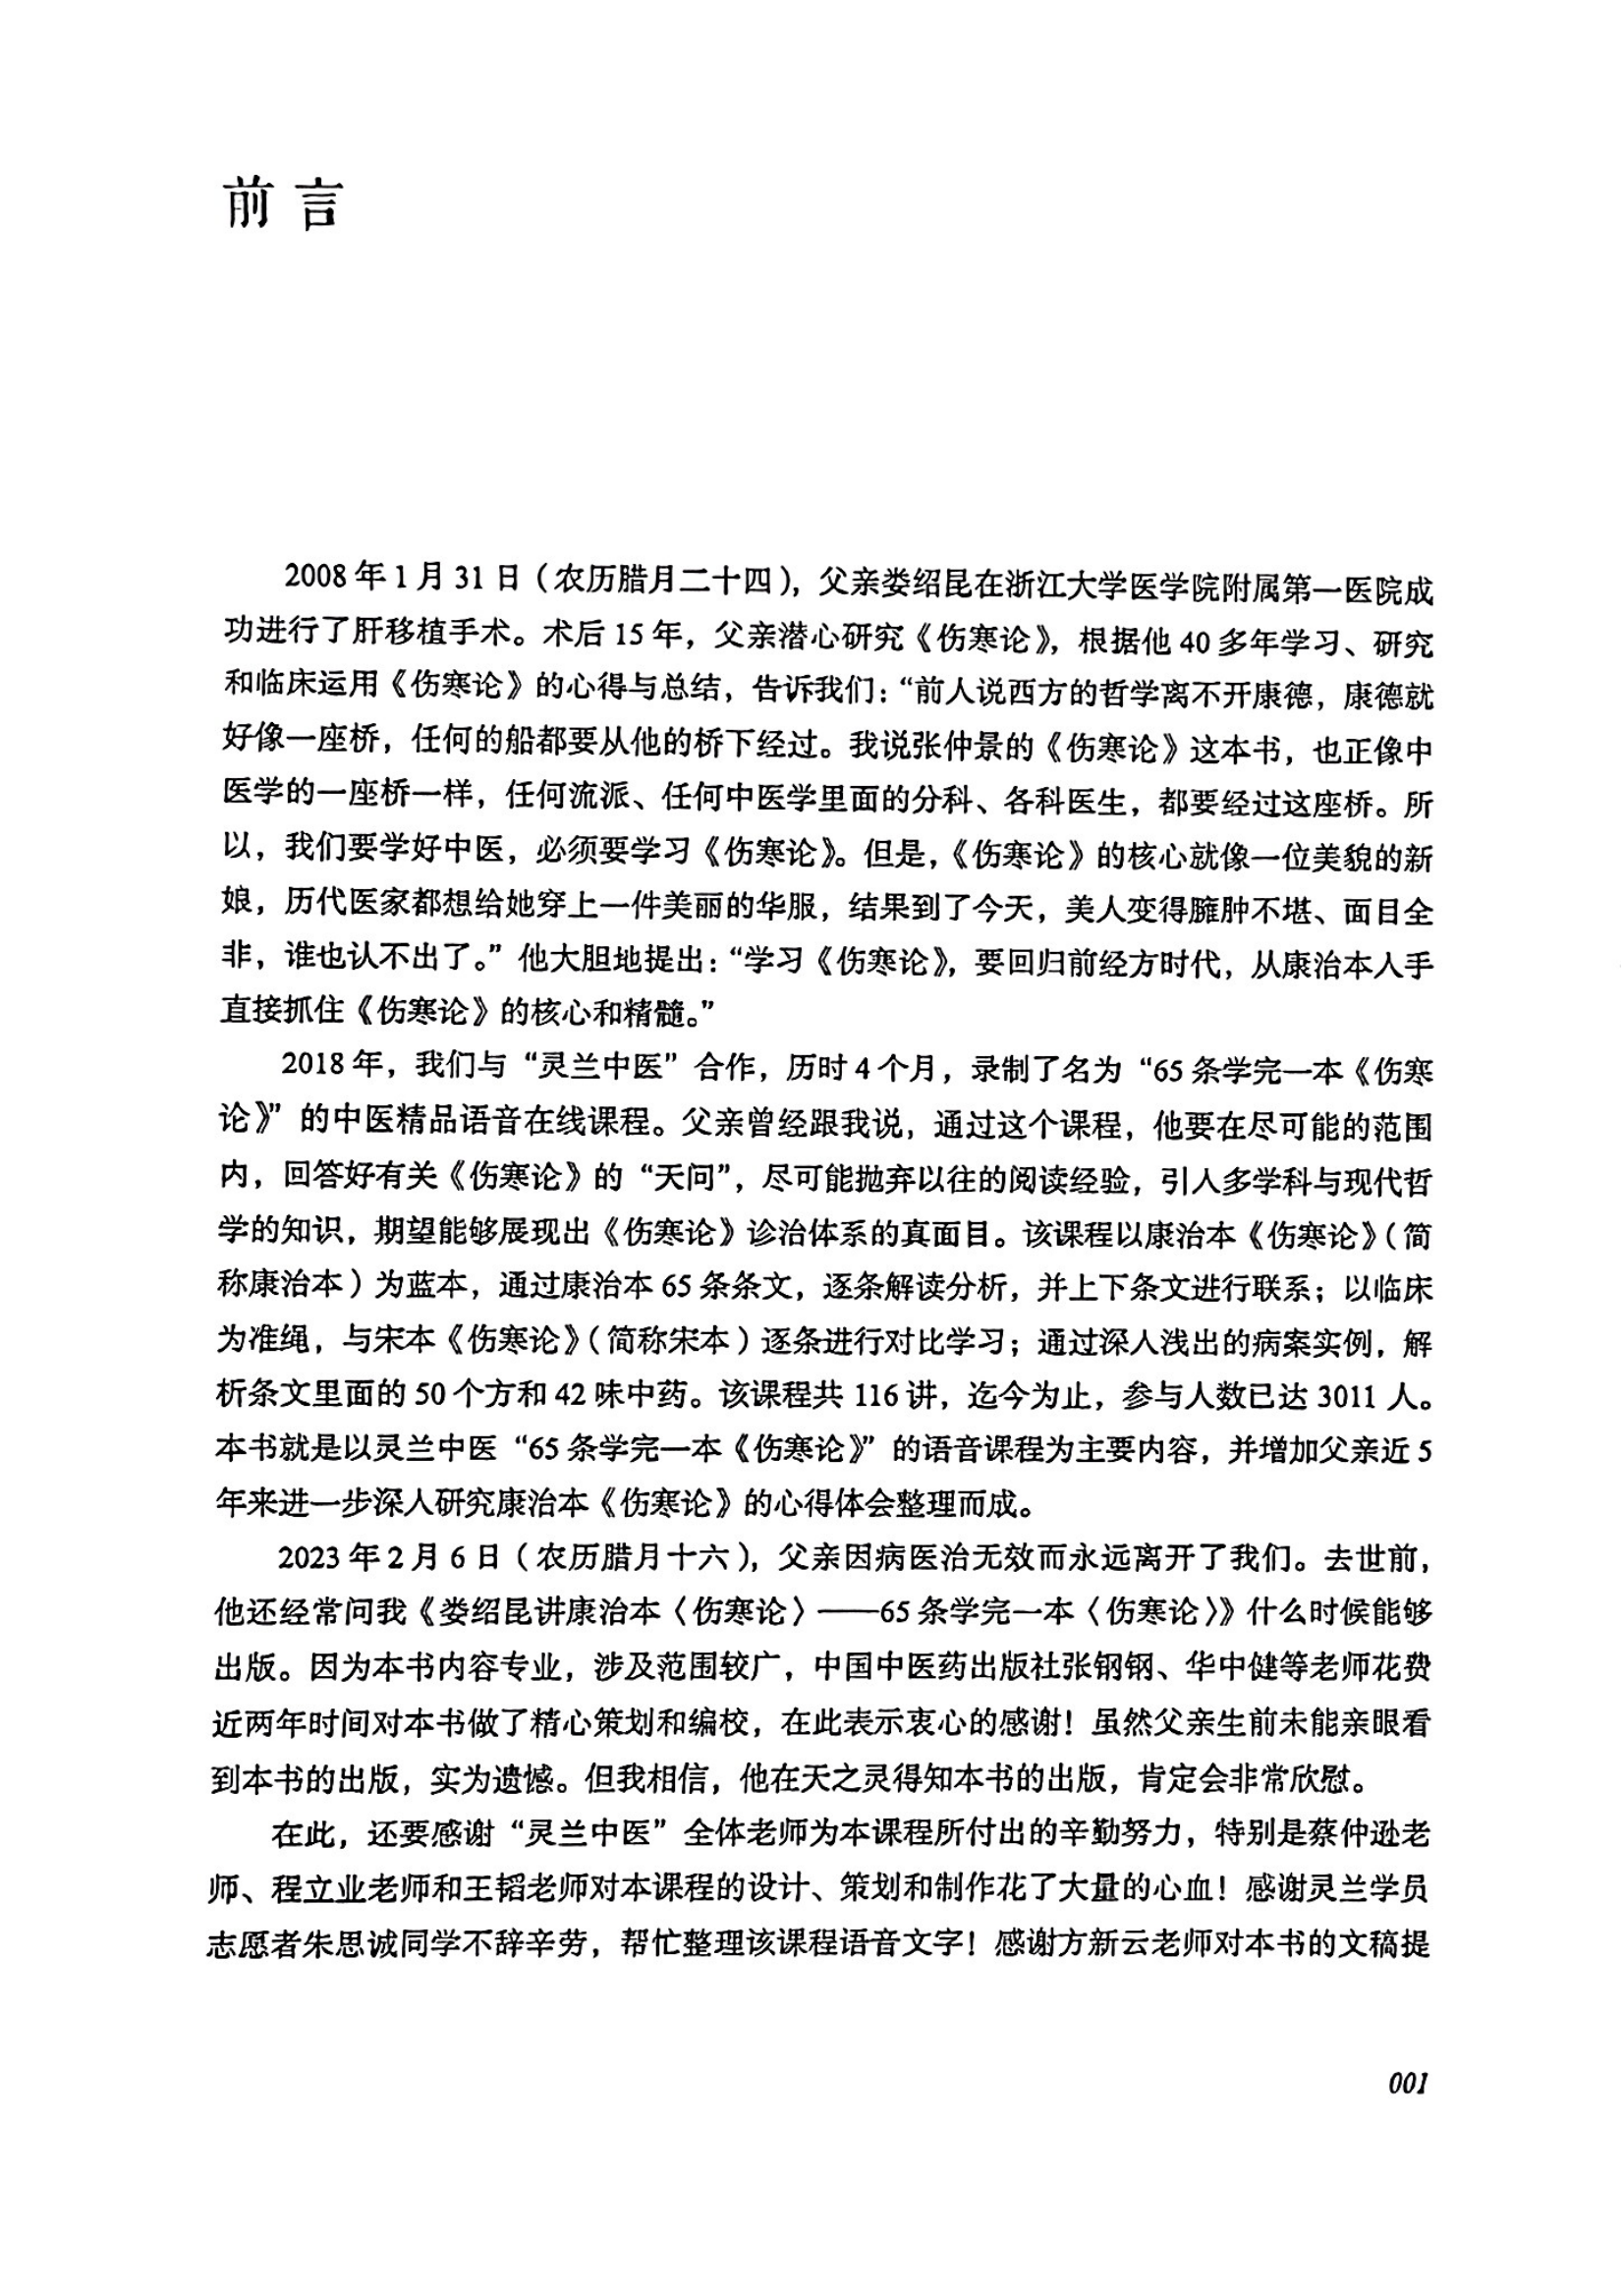 前言
2008年1月31日（农历腊月二十四），父亲娄绍昆在浙江大学医学院附属第一医院成
功进行了肝移植手术。术后15年，父亲潜心研究《伤寒论》，根据他40多年学习、研究
和临床运用《伤寒论》的心得与总结，告诉我们：“前人说西方的哲学离不开康德，康德就
好像一座桥，任何的船都要从他的桥下经过。我说张仲景的《伤寒论》这本书，也正像中
医学的一座桥一样，任何流派、任何中医学里面的分科、各科医生，都要经过这座桥。所
以，我们要学好中医，必须要学习《伤寒论》。但是，《伤寒论》的核心就像一位美貌的新
娘，历代医家都想给她穿上一件美丽的华服，结果到了今天，美人变得臃肿不堪、面目全
非，谁也认不出了。”他大胆地提出：“学习《伤寒论》，要回归前经方时代，从康治本入手
直接抓住《伤寒论》的核心和精髓。”
2018年，我们与“灵兰中医”合作，历时4个月，录制了名为“65条学完一本《伤寒
论》”的中医精品语音在线课程。父亲曾经跟我说，通过这个课程，他要在尽可能的范围
内，回答好有关《伤寒论》的“天问”，尽可能抛弃以往的阅读经验，引入多学科与现代哲
学的知识，期望能够展现出《伤寒论》诊治体系的真面目。该课程以康治本《伤寒论》（简
称康治本）为蓝本，通过康治本65条条文，逐条解读分析，并上下条文进行联系；以临床
为准绳，与宋本《伤寒论》（简称宋本）逐条进行对比学习；通过深入浅出的病案实例，解
析条文里面的50个方和42味中药。该课程共116讲，迄今为止，参与人数已达3011人。
本书就是以灵兰中医“65条学完一本《伤寒论》”的语音课程为主要内容，并增加父亲近5
年来进一步深入研究康治本《伤寒论》的心得体会整理而成。
2023年2月6日（农历腊月十六），父亲因病医治无效而永远离开了我们。去世前，
他还经常问我《娄绍昆讲康治本〈伤寒论〉——65条学完一本〈伤寒论〉》什么时候能够
出版。因为本书内容专业，涉及范围较广，中国中医药出版社张钢钢、华中健等老师花费
近两年时间对本书做了精心策划和编校，在此表示衷心的感谢！虽然父亲生前未能亲眼看
到本书的出版，实为遗憾。但我相信，他在天之灵得知本书的出版，肯定会非常欣慰。
在此，还要感谢“灵兰中医”全体老师为本课程所付出的辛勤努力，特别是蔡仲逊老
师、程立业老师和王韬老师对本课程的设计、策划和制作花了大量的心血！感谢灵兰学员
志愿者朱思诚同学不辞辛劳，帮忙整理该课程语音文字！感谢方新云老师对本书的文稿提
001